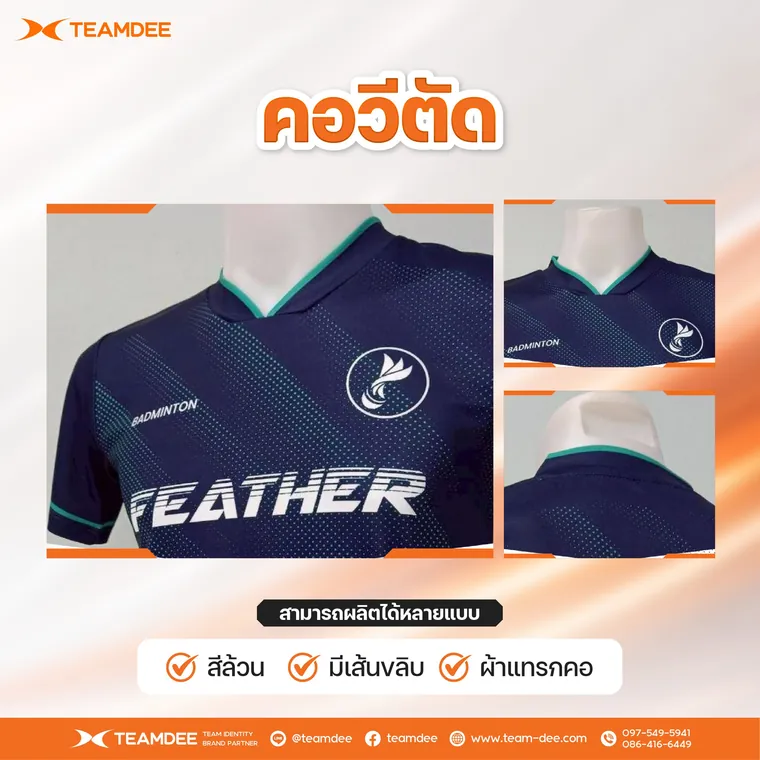 TEAMDEE
คอวีตัด
BADMINTON
FEATHER
BADMINTON
สามารถผลิตได้หลายแบบ
สีล้วน
มีเส้นขลิบ
ผ้าแทรกคอ
TEAMDEE
TEAM IDENTITY
BRAND PARTNER
LINE
@teamdee
teamdee
www.team-dee.com
097-549-5941
086-416-6449